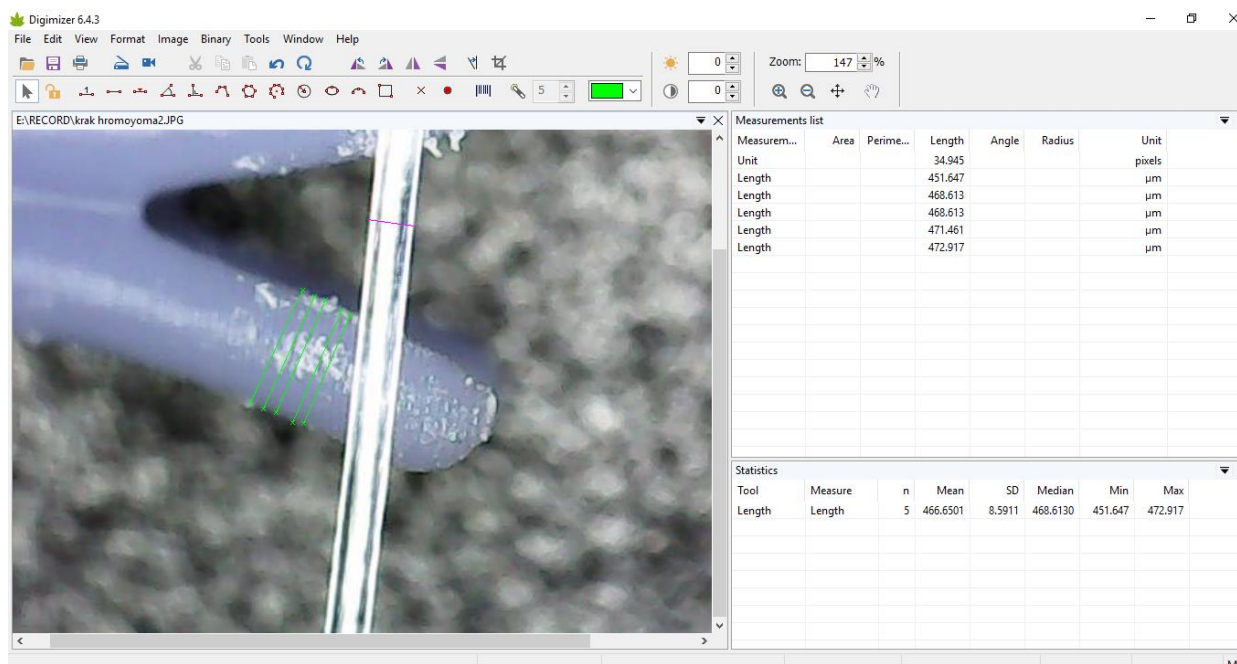 Digimizer 6.4.3
File Edit View Format Image Binary Tools Window Help
0 Zoom: 147 %
5 0
E:\RECORD\krak hromoyoma2.JPG
Measurements list
Measurem... Area Perime... Length Angle Radius Unit
Unit 34.945 pixels
Length 451.647 µm
Length 468.613 µm
Length 468.613 µm
Length 471.461 µm
Length 472.917 µm
Statistics
Tool Measure n Mean SD Median Min Max
Length Length 5 466.6501 8.5911 468.6130 451.647 472.917